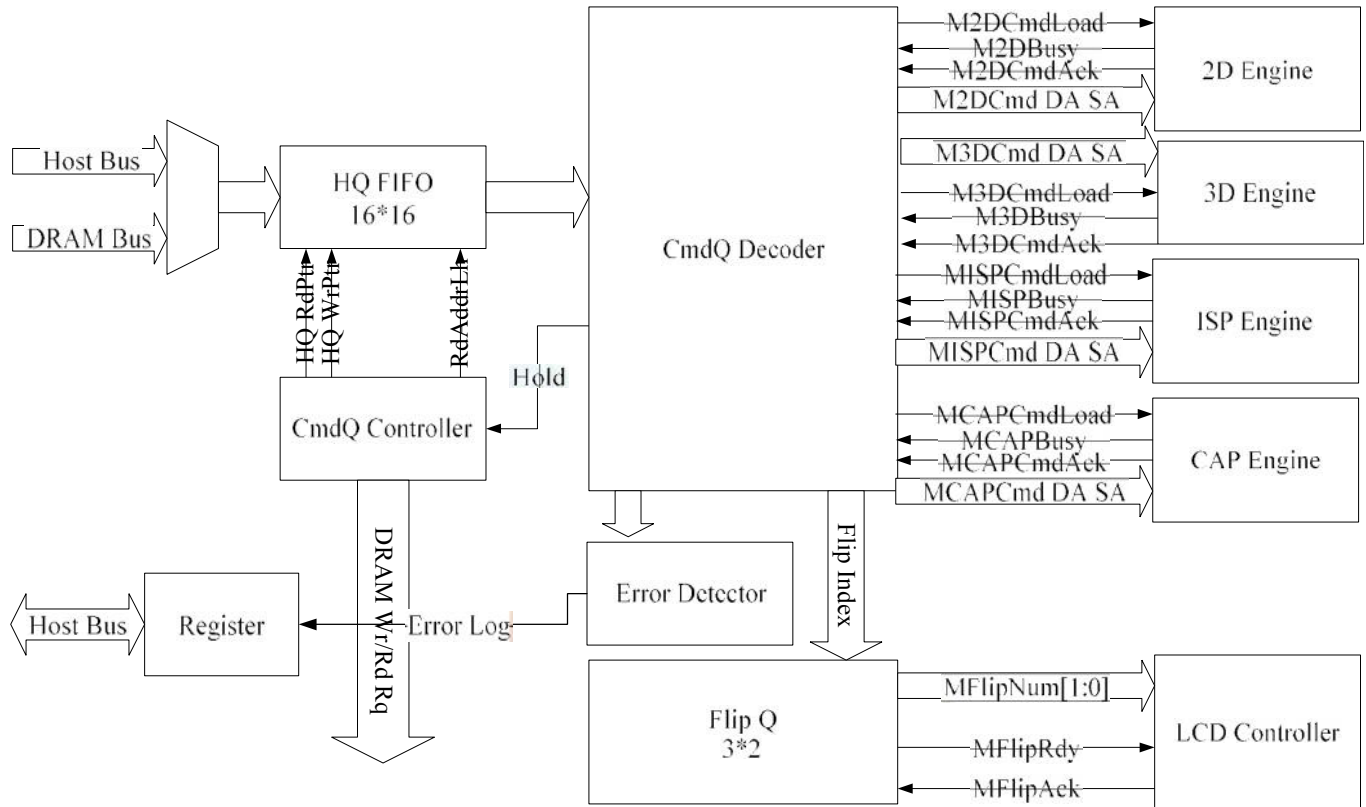 M2DCmdLoad
M2DBusy
M2DCmdAck
M2DCmd DA SA
2D Engine
Host Bus
DRAM Bus
HQ FIFO
16*16
CmdQ Decoder
M3DCmd DA SA
M3DCmdLoad
M3DBusy
M3DCmdAck
3D Engine
HQ RdPtu
HQ WrPtu
RdAddrLh
MISPCmdLoad
MISPBusy
MISPCmdAck
MISPCmd DA SA
ISP Engine
Hold
CmdQ Controller
MCAPCmdLoad
MCAPBusy
MCAPCmdAck
MCAPCmd DA SA
CAP Engine
DRAM Wr/Rd Rq
Flip Index
Host Bus
Register
Error Log
Error Detector
Flip Q
3*2
MFlipNum[1:0]
MFlipRdy
MFlipAck
LCD Controller